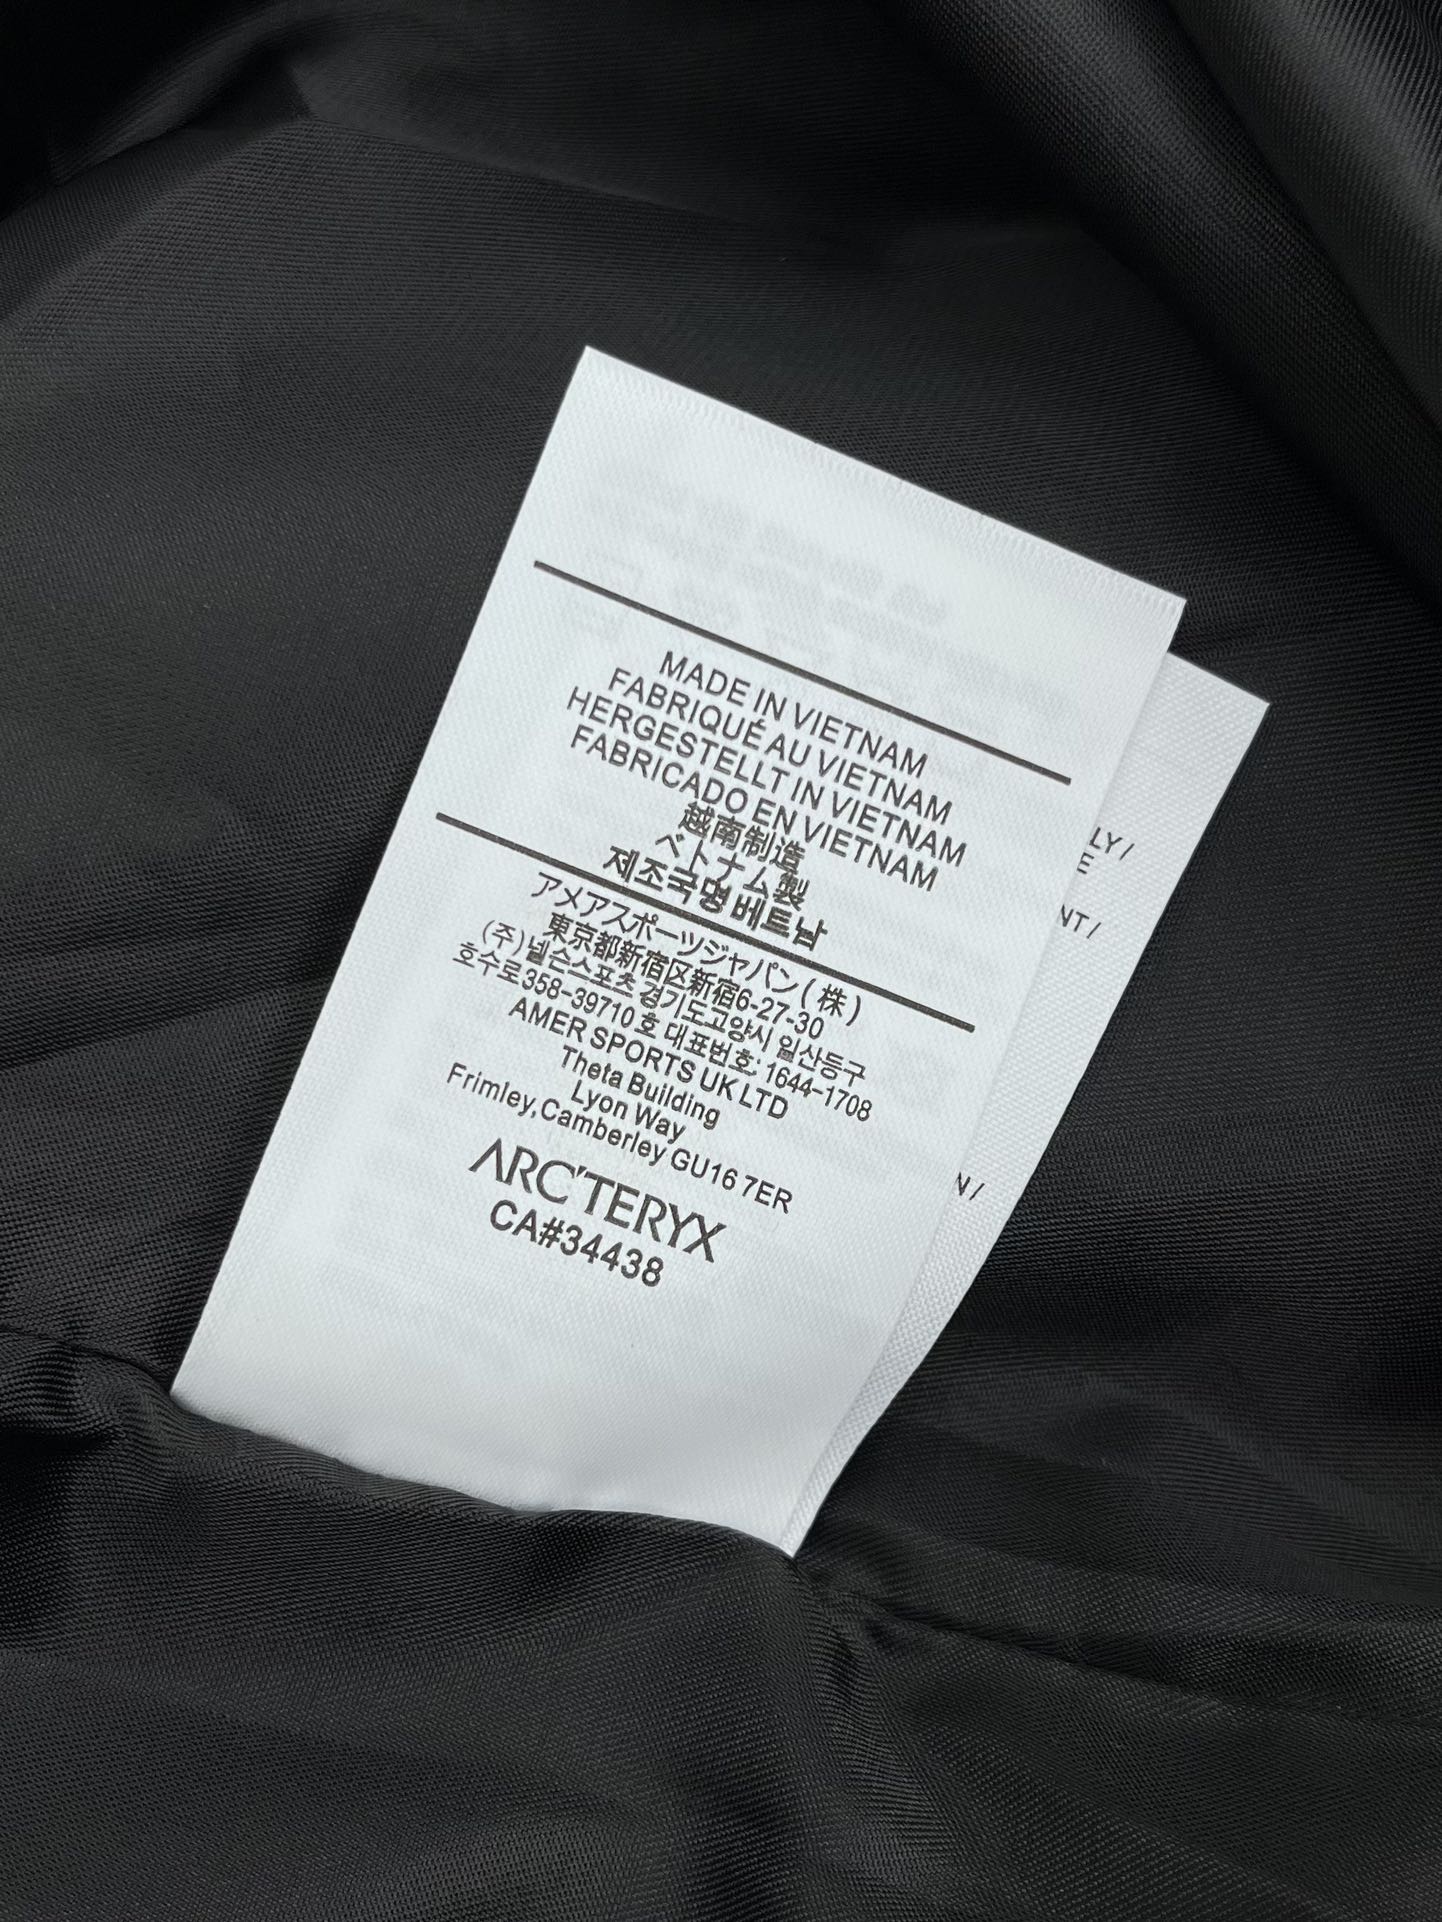 MADE IN VIETNAM
FABRIQUÉ AU VIETNAM
HERGESTELLT IN VIETNAM
FABRICADO EN VIETNAM
越南制造
ベトナム製
제조국명 베트남
アメアスポーツジャパン(株)
東京都新宿区新宿6-27-30
(주)넬슨스포츠 경기도고양시 일산동구
호수로358-39710호 대표번호: 1644-1708
AMER SPORTS UK LTD
Theta Building
Lyon Way
Frimley,Camberley GU16 7ER
ARC'TERYX
CA#34438
LY/
E
NT/
N/